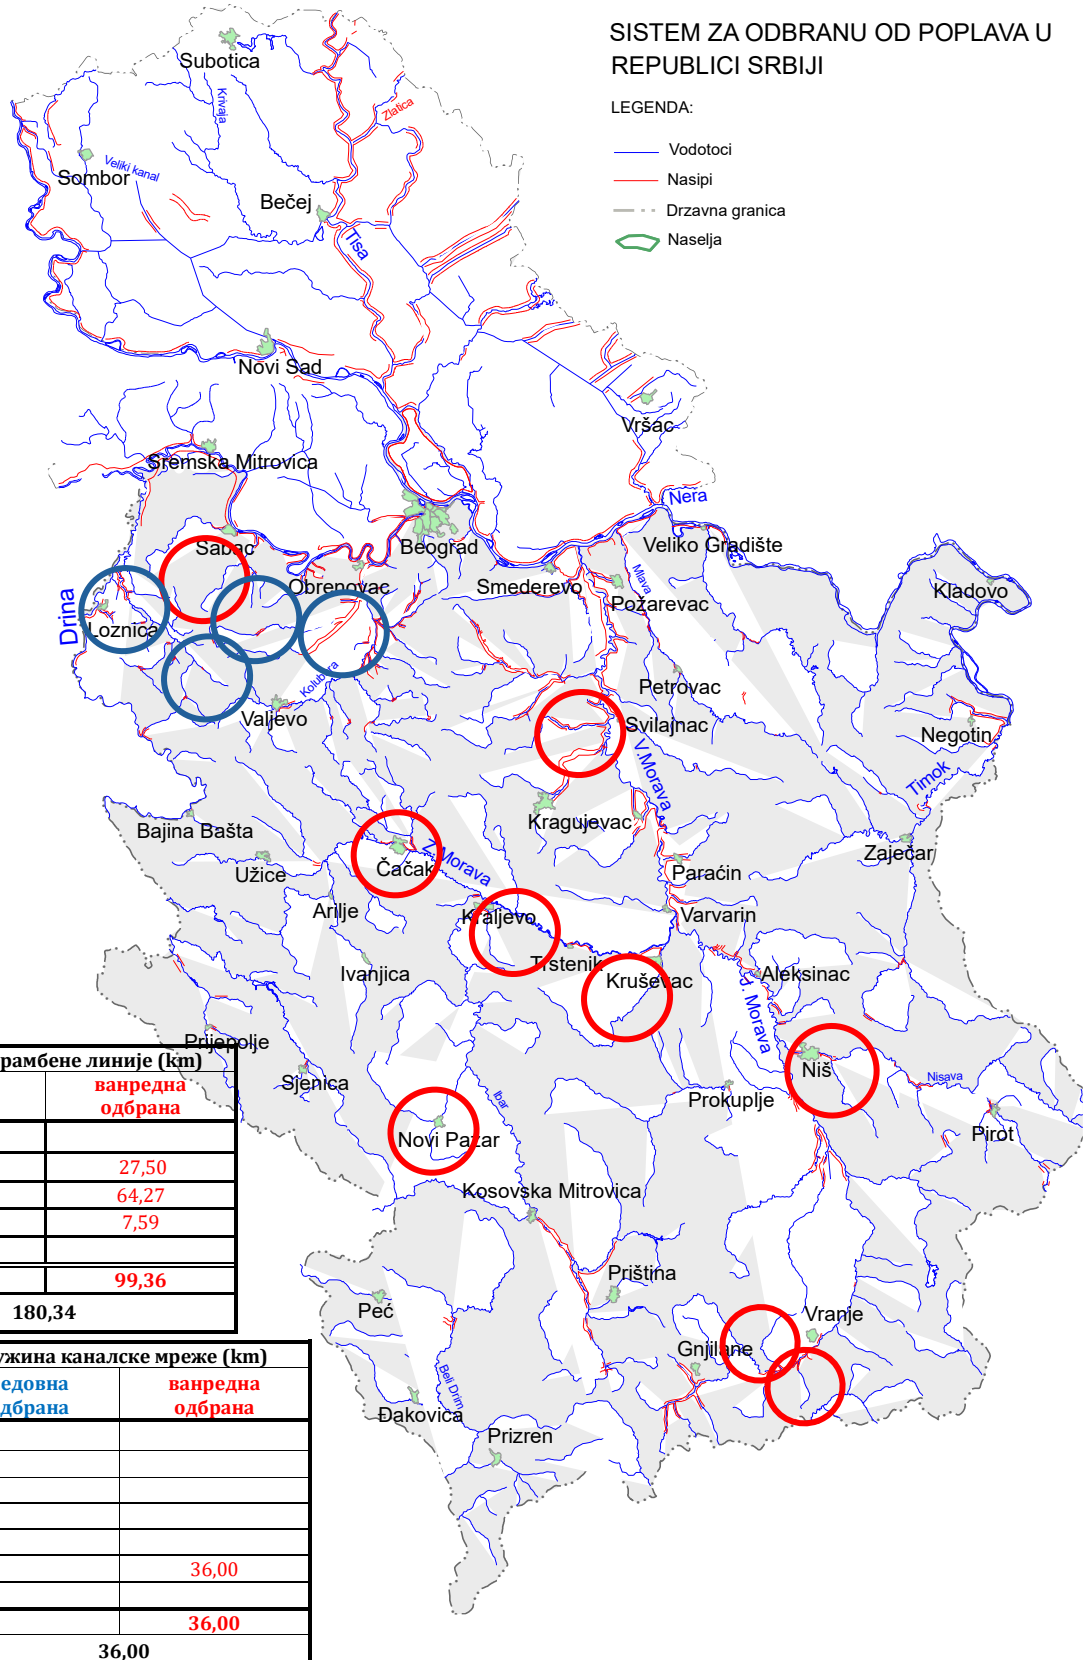 SISTEM ZA ODBRANU OD POPLAVA U
REPUBLICI SRBIJI
LEGENDA:
Vodotoci
Nasipi
Drzavna granica
Naselja
Subotica
Krivaja
Zlatica
Sombor
Veliki kanal
Bečej
Tisa
Novi Sad
Vršac
Sremska Mitrovica
Nera
Šabac
Beograd
Veliko Gradište
Obrenovac
Smederevo
Mlava
Požarevac
Kladovo
Drina
Loznica
Kolubara
Petrovac
Valjevo
Svilajnac
Negotin
V.Morava
Timok
Bajina Bašta
Kragujevac
Zaječar
Užice
Čačak
Z.Morava
Paraćin
Arilje
Kraljevo
Varvarin
Ivanjica
Trstenik
Kruševac
Aleksinac
J. Morava
Prijepolje
Sjenica
Ibar
Niš
Nisava
Prokuplje
Pirot
Novi Pazar
Kosovska Mitrovica
Priština
Peć
Vranje
Gnjilane
Beli Drim
Đakovica
Prizren
рамбене линије (km)
ванредна
одбрана
27,50
64,27
7,59
99,36
180,34
ужина каналске мреже (km)
едовна ванредна
дбрана одбрана
36,00
36,00
36,00